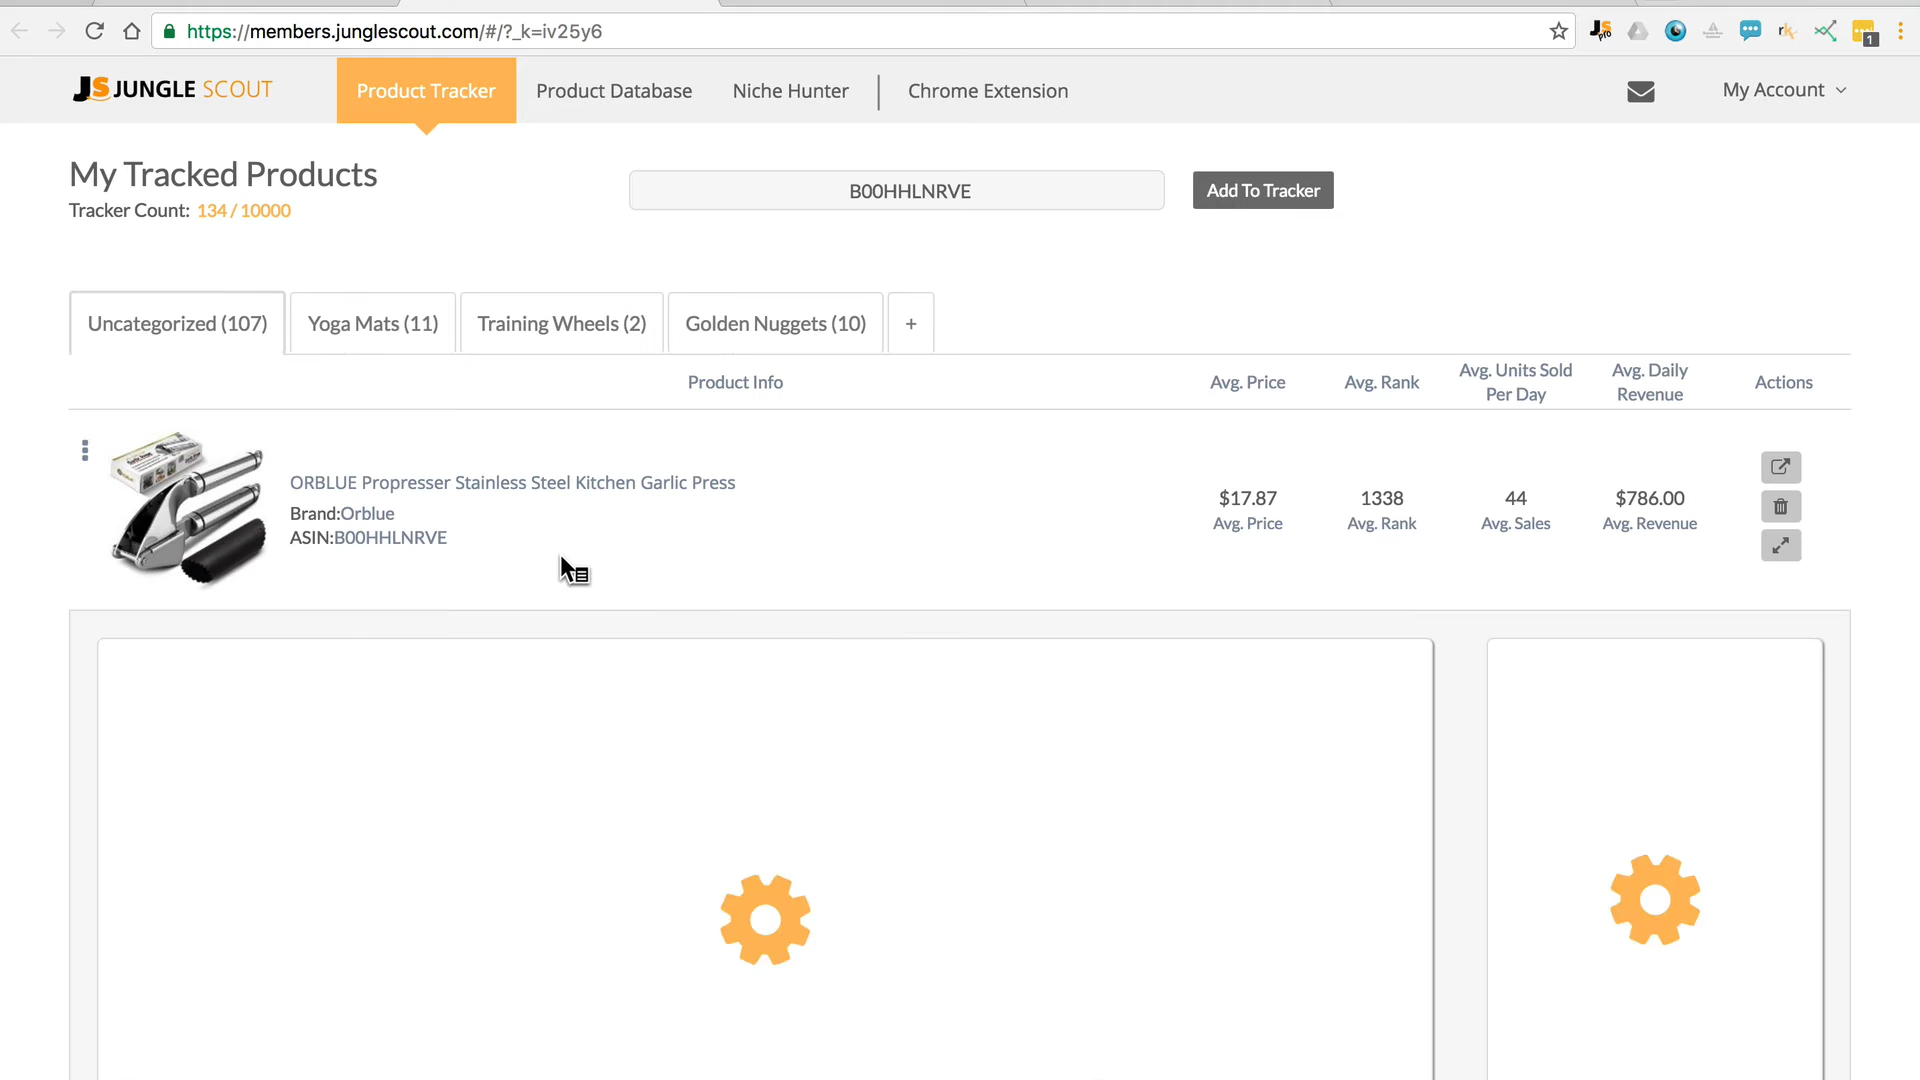 https://members.junglescout.com/#/?_k=iv25y6
JS pro
rk
1
JS JUNGLE SCOUT
Product Tracker
Product Database
Niche Hunter
Chrome Extension
My Account
My Tracked Products
Tracker Count: 134 / 10000
B00HHLNRVE
Add To Tracker
Uncategorized (107)
Yoga Mats (11)
Training Wheels (2)
Golden Nuggets (10)
+
Product Info
Avg. Price
Avg. Rank
Avg. Units Sold
Per Day
Avg. Daily
Revenue
Actions
ORBLUE Propresser Stainless Steel Kitchen Garlic Press
Brand:Orblue
ASIN:B00HHLNRVE
$17.87
Avg. Price
1338
Avg. Rank
44
Avg. Sales
$786.00
Avg. Revenue